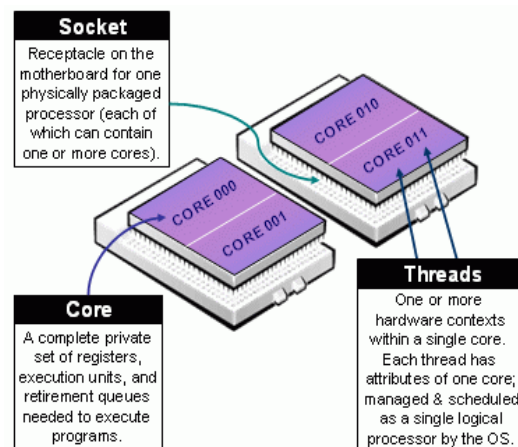 Socket
Receptacle on the
motherboard for one
physically packaged
processor (each of
which can contain
one or more cores).
CORE 010
CORE 011
CORE 000
CORE 001
Core
A complete private
set of registers,
execution units, and
retirement queues
needed to execute
programs.
Threads
One or more
hardware contexts
within a single core.
Each thread has
attributes of one core;
managed & scheduled
as a single logical
processor by the OS.